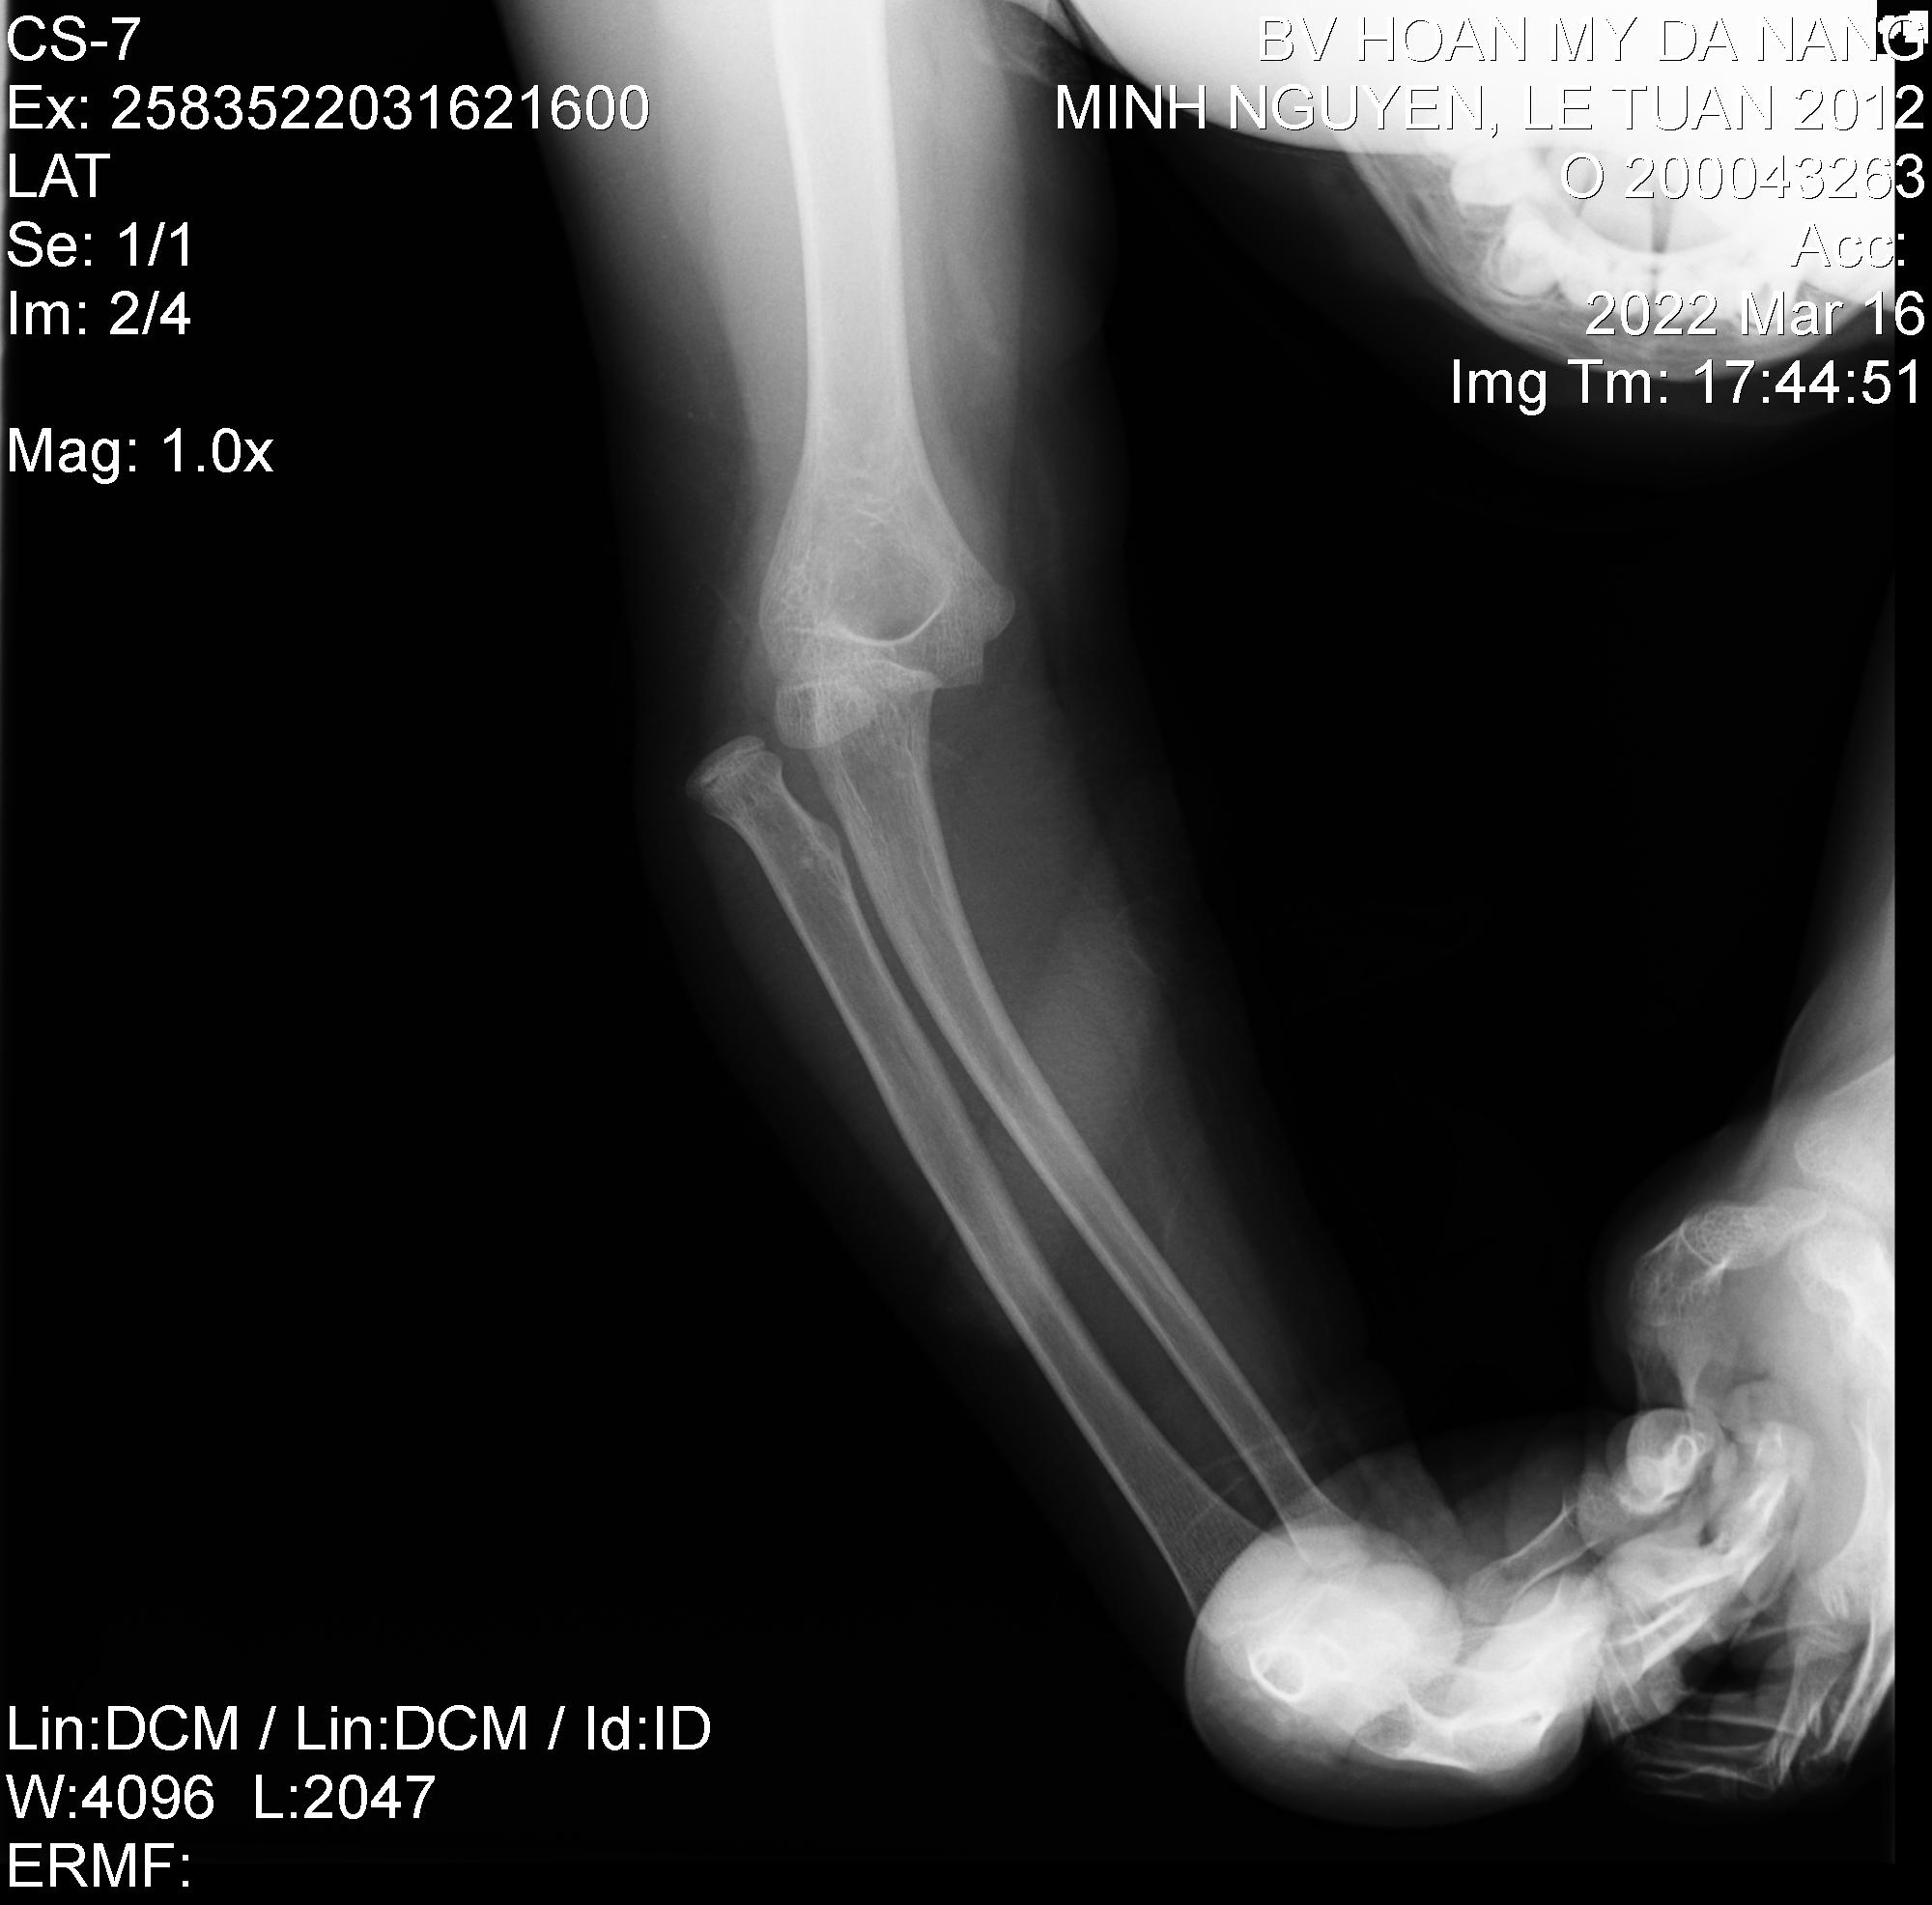 CS-7
Ex: 2583522031621600
LAT
Se: 1/1
Im: 2/4
Mag: 1.0x
BV HOAN MY DA NANG
MINH NGUYEN, LE TUAN 2012
O 200043263
Acc:
2022 Mar 16
Img Tm: 17:44:51
Lin:DCM / Lin:DCM / Id:ID
W:4096 L:2047
ERMF: